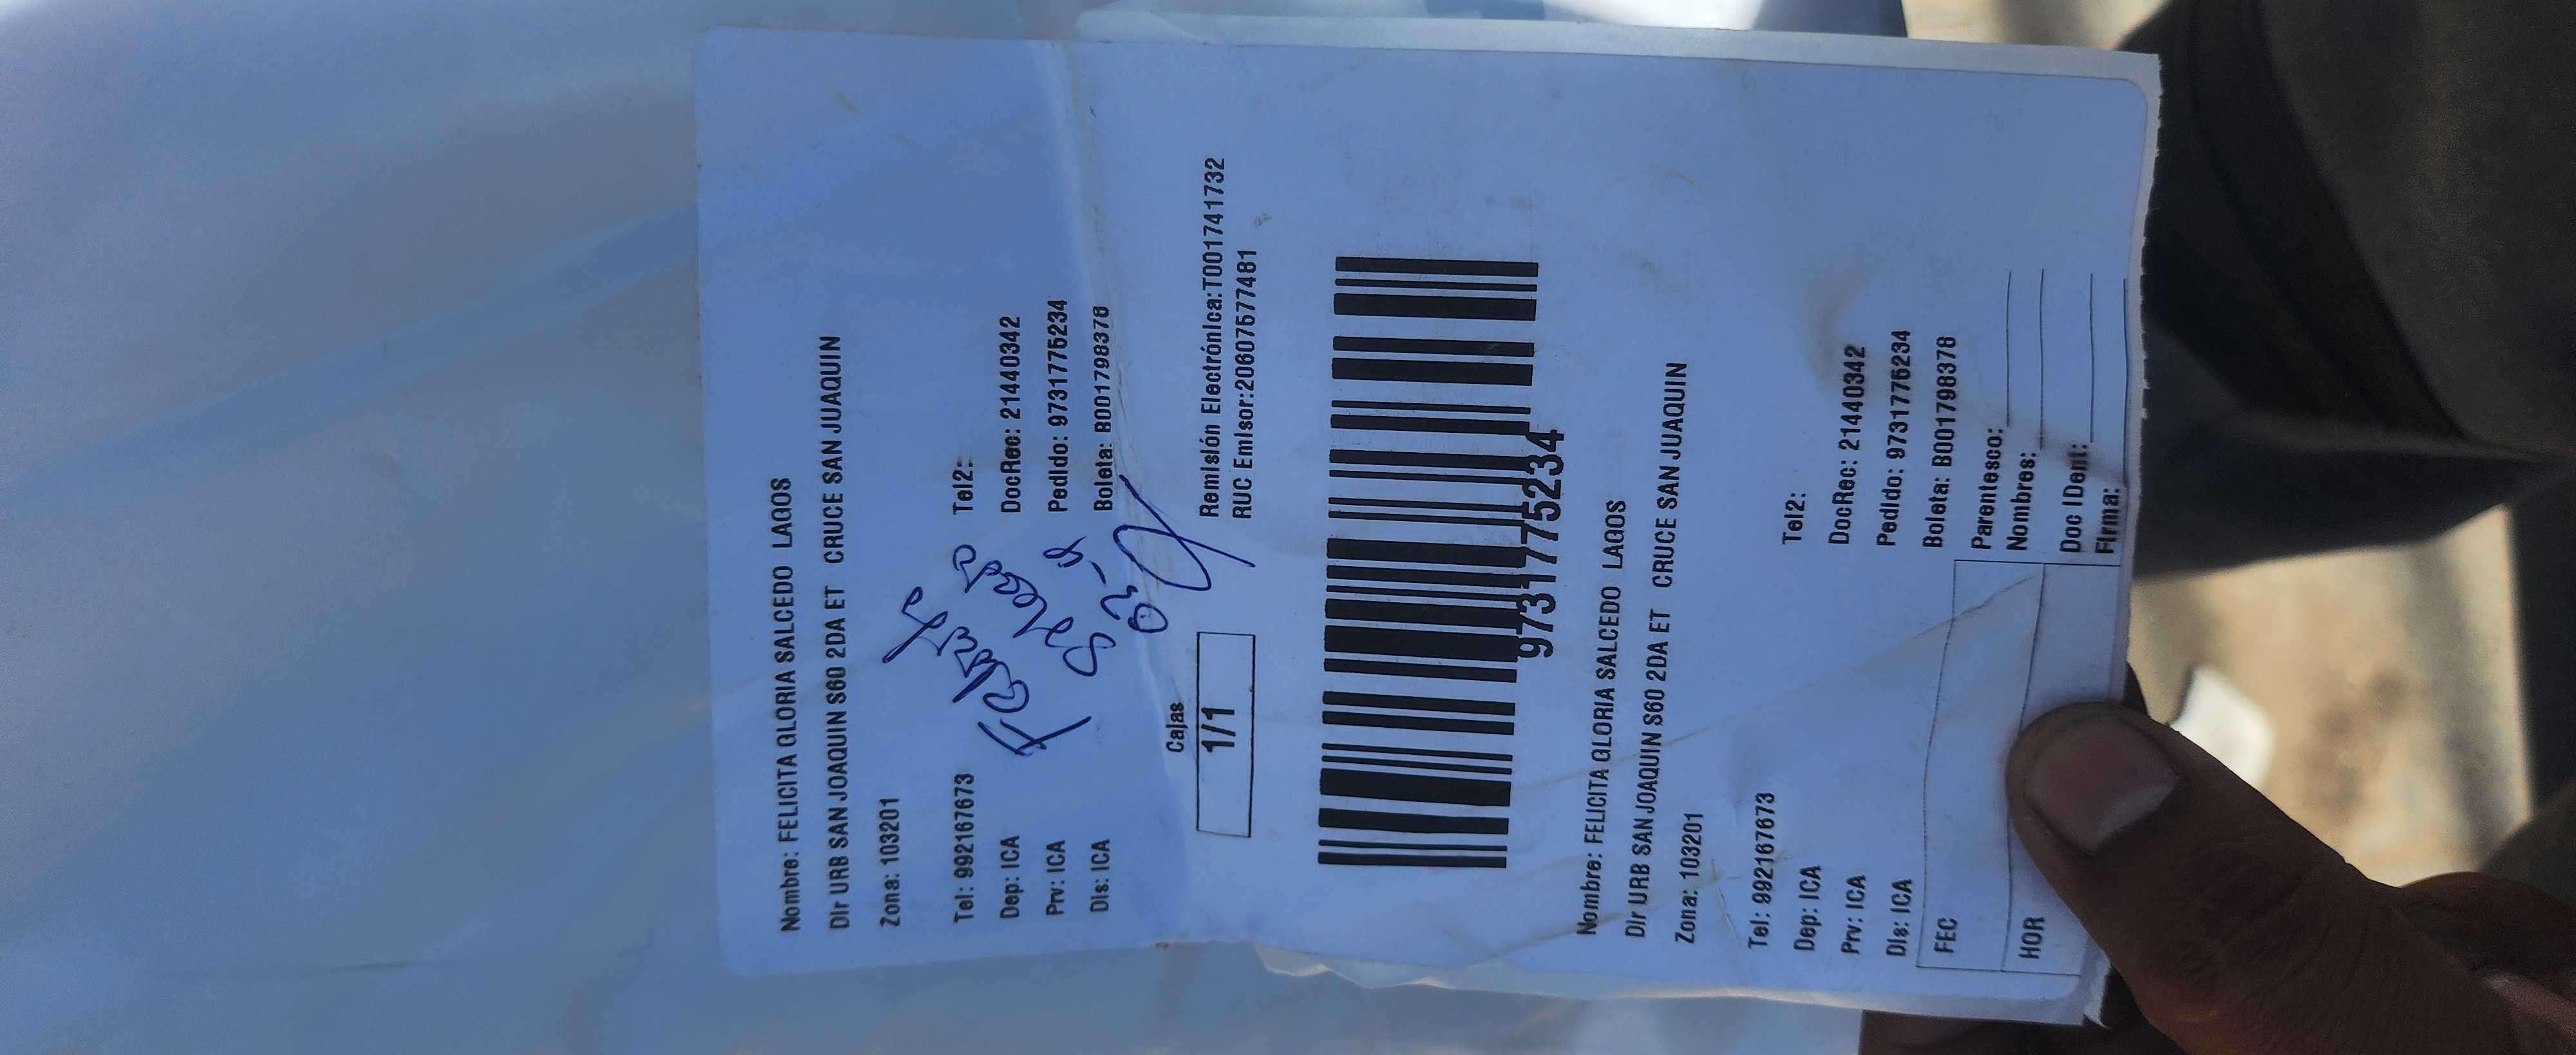 Nombre: FELICITA GLORIA SALCEDO LAGOS
Dir URB SAN JOAQUIN S60 2DA ET CRUCE SAN JUAQUIN
Zona: 103201
Tel: 992167673 Tel2:
Dep: ICA DocRec: 21440342
Prv: ICA Pedido: 9731775234
Dis: ICA Boleta: B001798378
Cajas
1/1
Remisión Electrónica:T001741732
RUC Emisor:20607577481
9731775234
Nombre: FELICITA GLORIA SALCEDO LAGOS
Dir URB SAN JOAQUIN S60 2DA ET CRUCE SAN JUAQUIN
Zona: 103201
Tel: 992167673 Tel2:
Dep: ICA DocRec: 21440342
Prv: ICA Pedido: 9731775234
Dis: ICA Boleta: B001798378
FEC
HOR
Parentesco:
Nombres:
Doc IDent:
Firma: